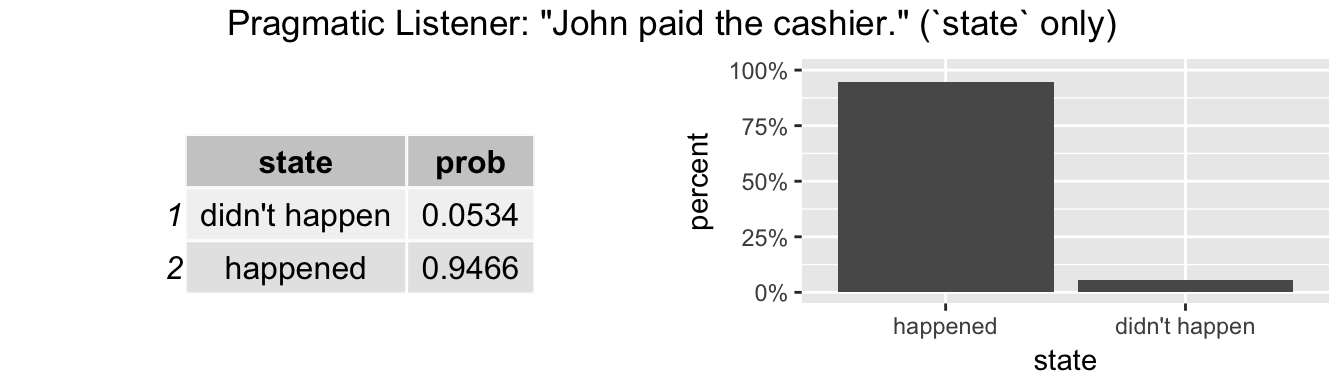 Pragmatic Listener: "John paid the cashier." (`state` only)
state prob
1 didn't happen 0.0534
2 happened 0.9466
percent
100%
75%
50%
25%
0%
happened didn't happen
state